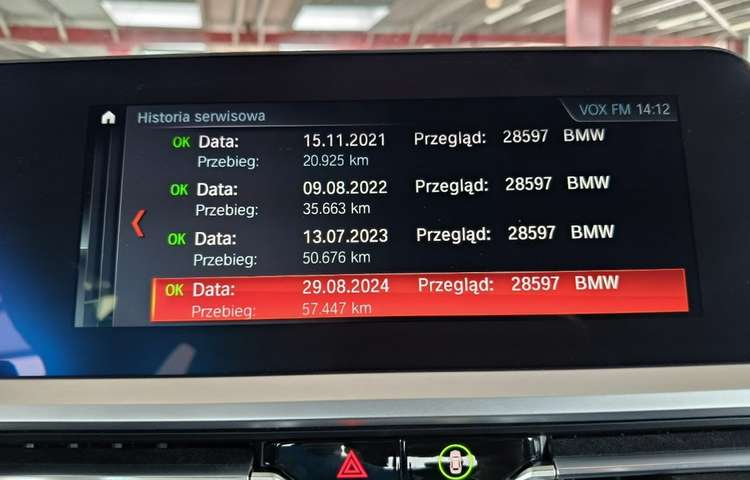 Historia serwisowa VOX FM 14:12
OK Data: 15.11.2021 Przegląd: 28597 BMW
Przebieg: 20.925 km
OK Data: 09.08.2022 Przegląd: 28597 BMW
Przebieg: 35.663 km
OK Data: 13.07.2023 Przegląd: 28597 BMW
Przebieg: 50.676 km
OK Data: 29.08.2024 Przegląd: 28597 BMW
Przebieg: 57.447 km